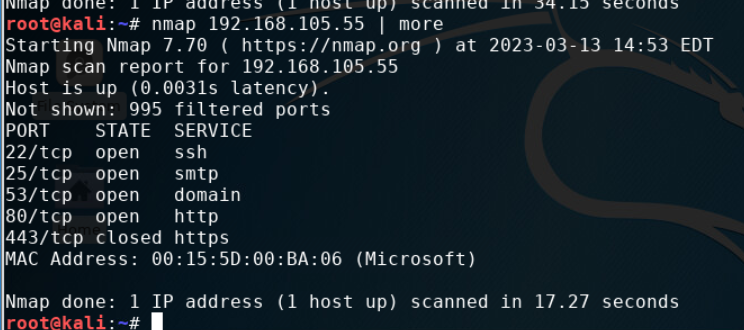 Nmap done: 1 IP address (1 host up) scanned in 34.15 seconds
root@kali:~# nmap 192.168.105.55 | more
Starting Nmap 7.70 ( https://nmap.org ) at 2023-03-13 14:53 EDT
Nmap scan report for 192.168.105.55
Host is up (0.0031s latency).
Not shown: 995 filtered ports
PORT    STATE  SERVICE
22/tcp  open   ssh
25/tcp  open   smtp
53/tcp  open   domain
80/tcp  open   http
443/tcp closed https
MAC Address: 00:15:5D:00:BA:06 (Microsoft)
Nmap done: 1 IP address (1 host up) scanned in 17.27 seconds
root@kali:~#